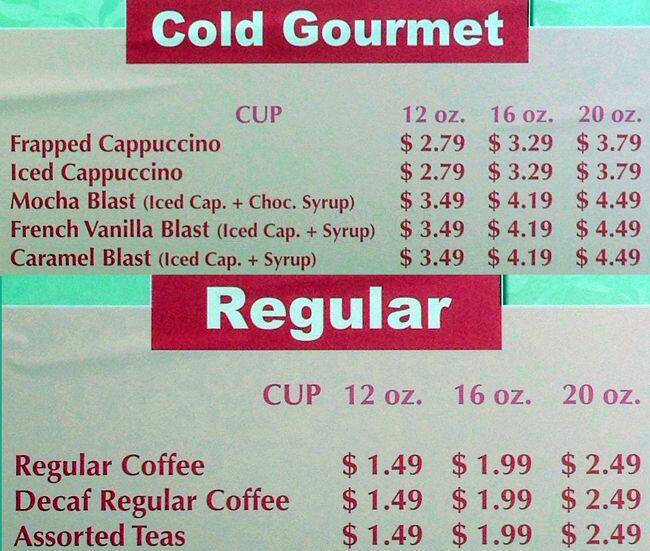 Cold Gourmet
CUP 12 oz. 16 oz. 20 oz.
Frapped Cappuccino $ 2.79 $ 3.29 $ 3.79
Iced Cappuccino $ 2.79 $ 3.29 $ 3.79
Mocha Blast (Iced Cap. + Choc. Syrup) $ 3.49 $ 4.19 $ 4.49
French Vanilla Blast (Iced Cap. + Syrup) $ 3.49 $ 4.19 $ 4.49
Caramel Blast (Iced Cap. + Syrup) $ 3.49 $ 4.19 $ 4.49
Regular
CUP 12 oz. 16 oz. 20 oz.
Regular Coffee $ 1.49 $ 1.99 $ 2.49
Decaf Regular Coffee $ 1.49 $ 1.99 $ 2.49
Assorted Teas $ 1.49 $ 1.99 $ 2.49